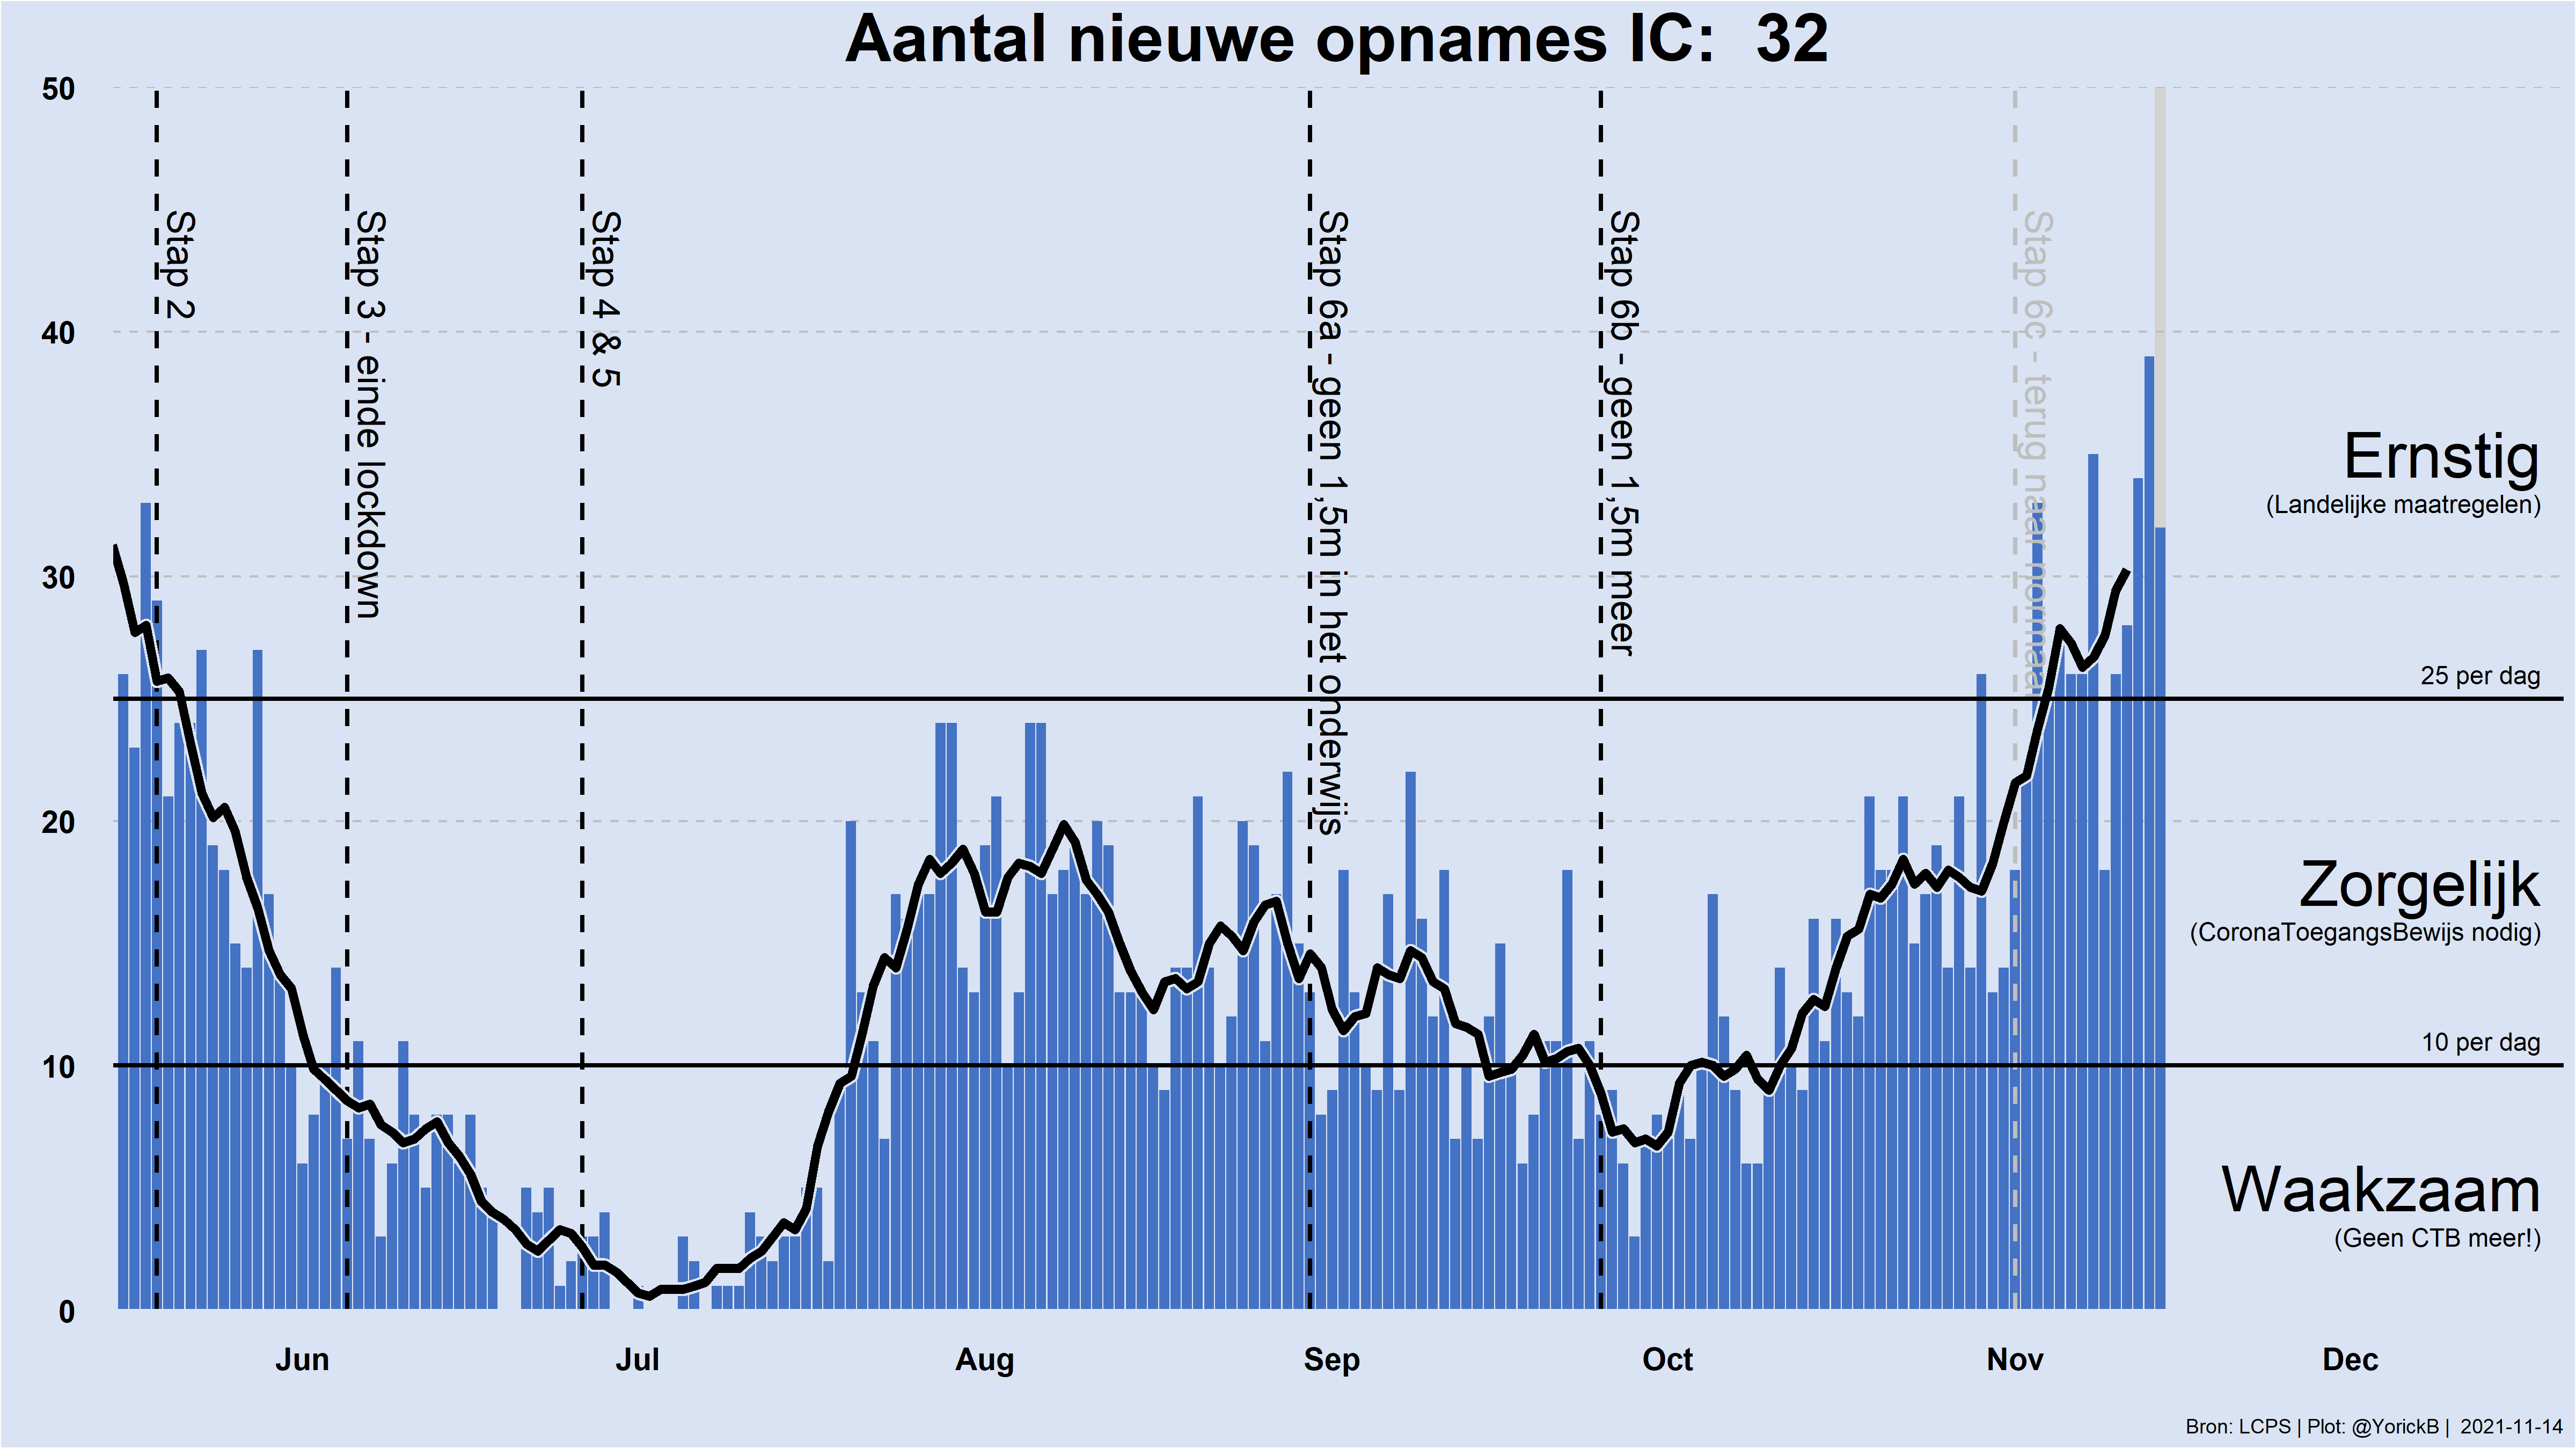 Aantal nieuwe opnames IC:  32
50
40
30
20
10
0
Stap 2
Stap 3 - einde lockdown
Stap 4 & 5
Stap 6a - geen 1,5m in het onderwijs
Stap 6b - geen 1,5m meer
Stap 6c - terug naar normaal
Ernstig
(Landelijke maatregelen)
25 per dag
Zorgelijk
(CoronaToegangsBewijs nodig)
10 per dag
Waakzaam
(Geen CTB meer!)
Jun Jul Aug Sep Oct Nov Dec
Bron: LCPS | Plot: @YorickB |  2021-11-14